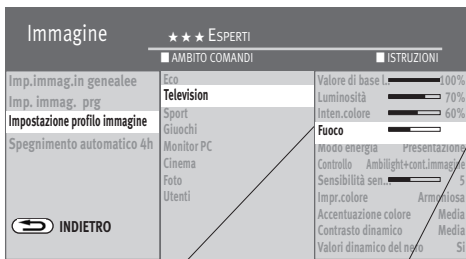 Immagine
★★★ ESPERTI
AMBITO COMANDI
ISTRUZIONI
Imp.immag.in genealee
Imp. immag. prg
Impostazione profilo immagine
Spegnimento automatico 4h
INDIETRO
Eco
Television
Sport
Giuochi
Monitor PC
Cinema
Foto
Utenti
Valore di base l.. 100%
Luminosità 70%
Inten.colore 60%
Fuoco
Modo energia Presentazione
Controllo Ambilight+cont.immagine
Sensibilità sen... 5
Impr.colore Armoniosa
Accentuazione colore Media
Contrasto dinamico Media
Valori dinamico del nero Si